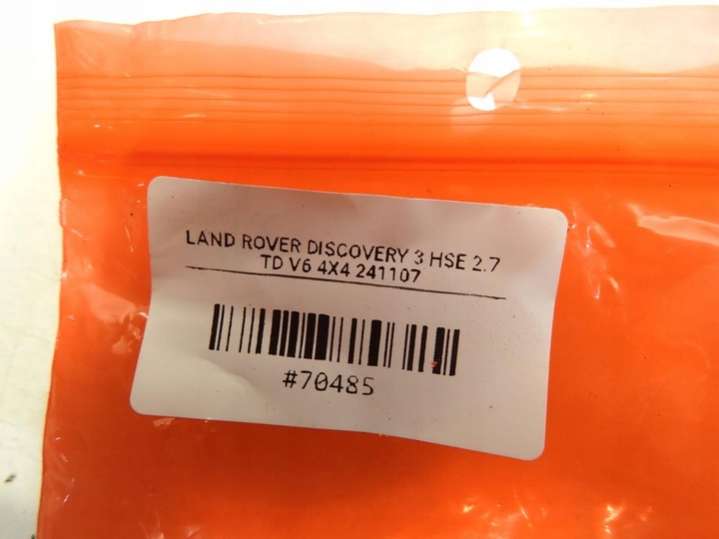 LAND ROVER DISCOVERY 3 HSE 2.7
TD V6 4X4 241107
#70485